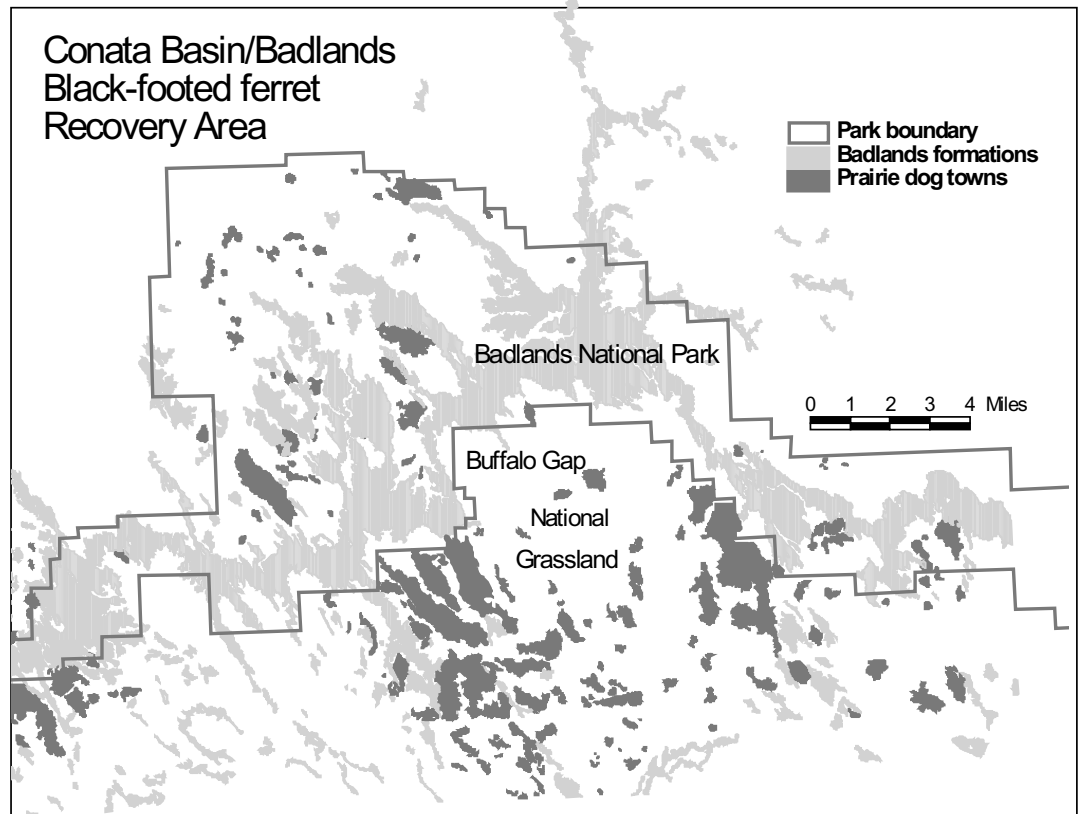 Conata Basin/Badlands
Black-footed ferret
Recovery Area
Park boundary
Badlands formations
Prairie dog towns
Badlands National Park
0 1 2 3 4 Miles
Buffalo Gap
National
Grassland